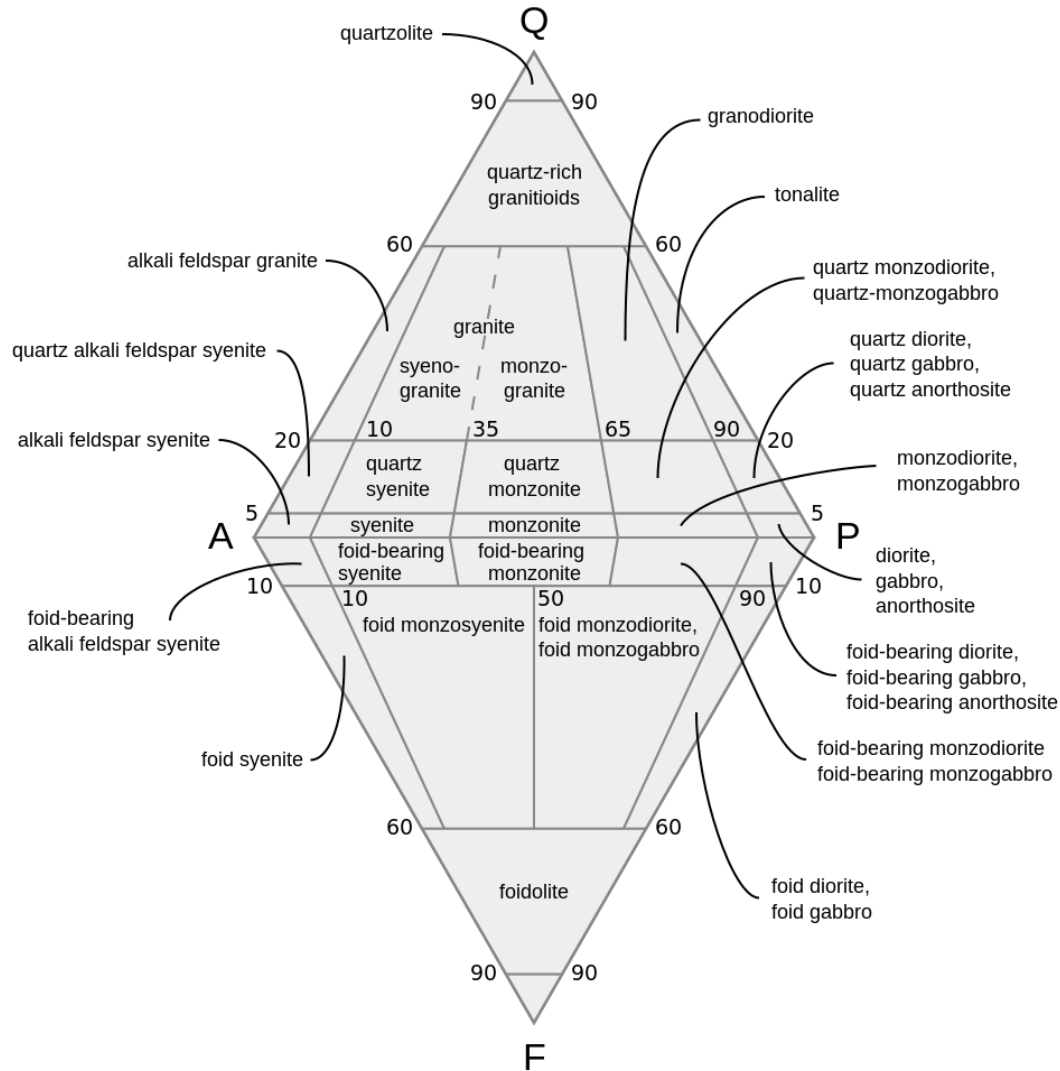 Q
quartzolite
90
90
granodiorite
quartz-rich
granitioids
tonalite
60
60
alkali feldspar granite
quartz monzodiorite,
quartz-monzogabbro
granite
quartz alkali feldspar syenite
quartz diorite,
quartz gabbro,
quartz anorthosite
syeno-
granite
monzo-
granite
alkali feldspar syenite
20
10
35
65
90
20
quartz
syenite
quartz
monzonite
monzodiorite,
monzogabbro
5
5
syenite
monzonite
A
P
foid-bearing
syenite
foid-bearing
monzonite
diorite,
gabbro,
anorthosite
10
10
50
90
10
foid-bearing
alkali feldspar syenite
foid monzosyenite
foid monzodiorite,
foid monzogabbro
foid-bearing diorite,
foid-bearing gabbro,
foid-bearing anorthosite
foid syenite
foid-bearing monzodiorite
foid-bearing monzogabbro
60
60
foidolite
foid diorite,
foid gabbro
90
90
F